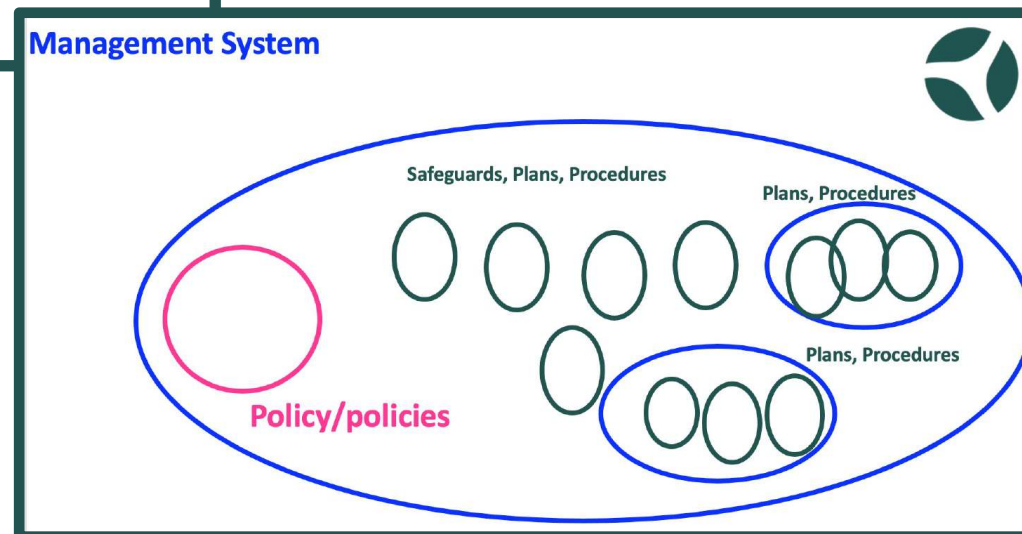 Management System
Safeguards, Plans, Procedures
Plans, Procedures
Plans, Procedures
Policy/policies